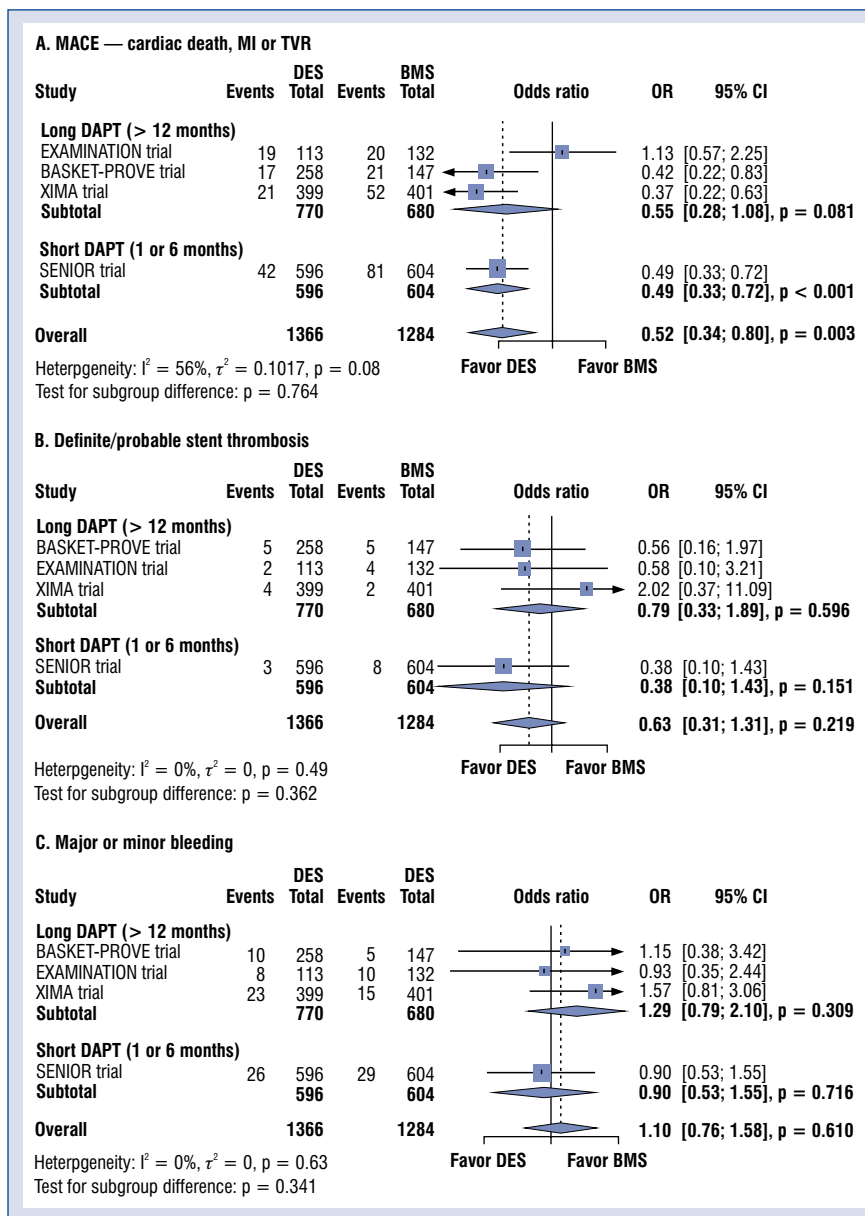 A. MACE — cardiac death, MI or TVR
DES BMS
Study Events Total Events Total Odds ratio OR 95% CI
Long DAPT (> 12 months)
EXAMINATION trial 19 113 20 132 1.13 [0.57; 2.25]
BASKET-PROVE trial 17 258 21 147 0.42 [0.22; 0.83]
XIMA trial 21 399 52 401 0.37 [0.22; 0.63]
Subtotal 770 680 0.55 [0.28; 1.08], p = 0.081
Short DAPT (1 or 6 months)
SENIOR trial 42 596 81 604 0.49 [0.33; 0.72]
Subtotal 596 604 0.49 [0.33; 0.72], p < 0.001
Overall 1366 1284 0.52 [0.34; 0.80], p = 0.003
Heterpgeneity: I² = 56%, τ² = 0.1017, p = 0.08 Favor DES Favor BMS
Test for subgroup difference: p = 0.764
B. Definite/probable stent thrombosis
DES BMS
Study Events Total Events Total Odds ratio OR 95% CI
Long DAPT (> 12 months)
BASKET-PROVE trial 5 258 5 147 0.56 [0.16; 1.97]
EXAMINATION trial 2 113 4 132 0.58 [0.10; 3.21]
XIMA trial 4 399 2 401 2.02 [0.37; 11.09]
Subtotal 770 680 0.79 [0.33; 1.89], p = 0.596
Short DAPT (1 or 6 months)
SENIOR trial 3 596 8 604 0.38 [0.10; 1.43]
Subtotal 596 604 0.38 [0.10; 1.43], p = 0.151
Overall 1366 1284 0.63 [0.31; 1.31], p = 0.219
Heterpgeneity: I² = 0%, τ² = 0, p = 0.49 Favor DES Favor BMS
Test for subgroup difference: p = 0.362
C. Major or minor bleeding
DES DES
Study Events Total Events Total Odds ratio OR 95% CI
Long DAPT (> 12 months)
BASKET-PROVE trial 10 258 5 147 1.15 [0.38; 3.42]
EXAMINATION trial 8 113 10 132 0.93 [0.35; 2.44]
XIMA trial 23 399 15 401 1.57 [0.81; 3.06]
Subtotal 770 680 1.29 [0.79; 2.10], p = 0.309
Short DAPT (1 or 6 months)
SENIOR trial 26 596 29 604 0.90 [0.53; 1.55]
Subtotal 596 604 0.90 [0.53; 1.55], p = 0.716
Overall 1366 1284 1.10 [0.76; 1.58], p = 0.610
Heterpgeneity: I² = 0%, τ² = 0, p = 0.63 Favor DES Favor BMS
Test for subgroup difference: p = 0.341